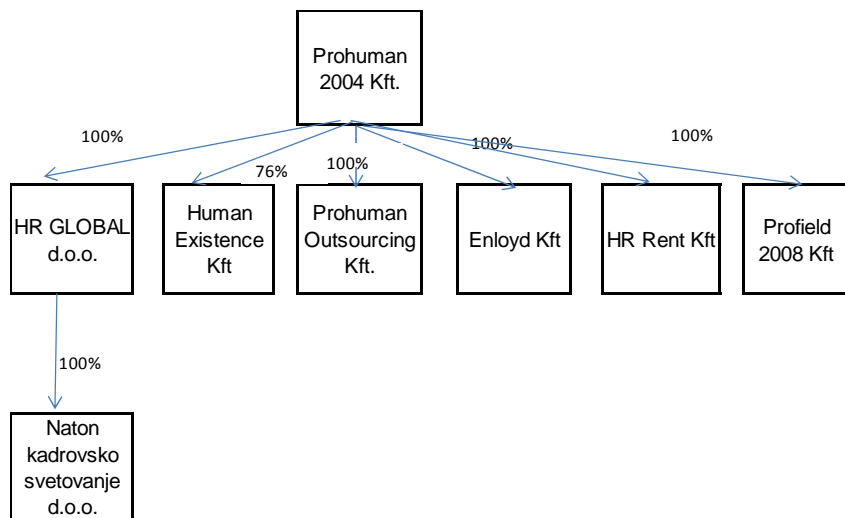 Prohuman
2004 Kft.
100%
100%
100%
76%
100%
HR GLOBAL
d.o.o.
Human
Existence
Kft
Prohuman
Outsourcing
Kft.
Enloyd Kft
HR Rent Kft
Profield
2008 Kft
100%
Naton
kadrovsko
svetovanje
d.o.o.